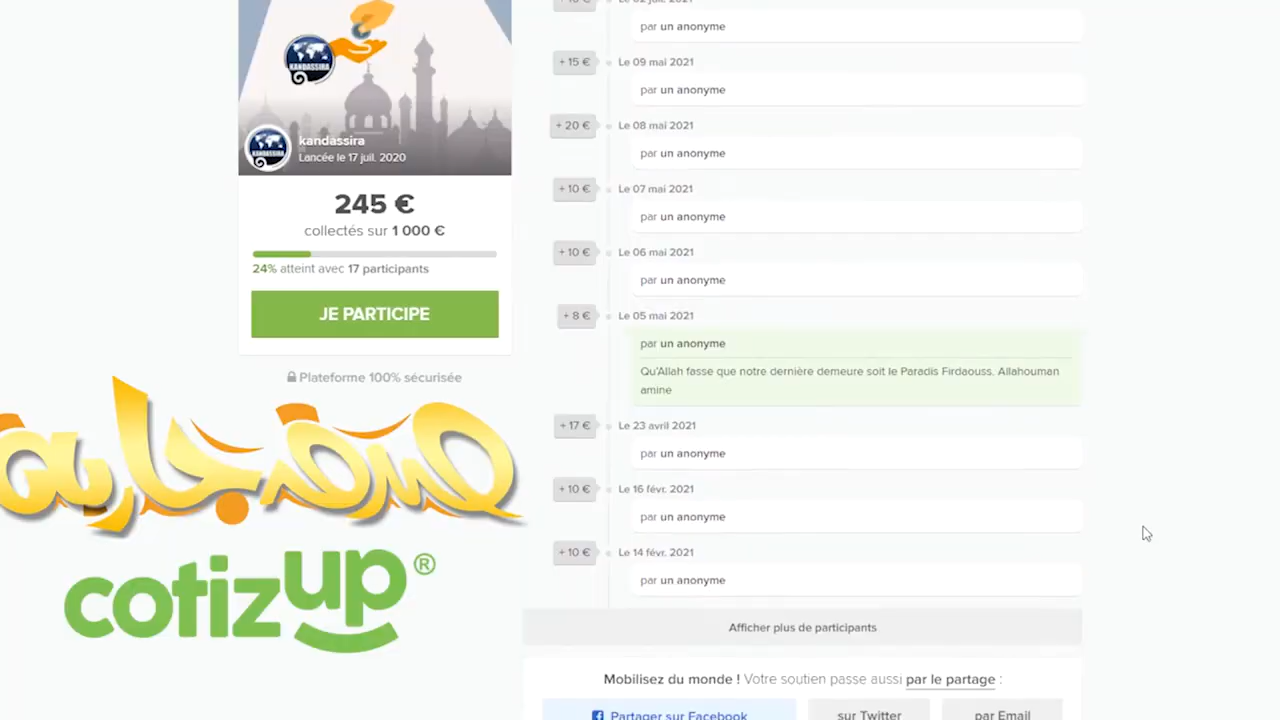 KANDASSIRA
KANDASSIRA
kandassira
Lancée le 17 juil. 2020
245 €
collectés sur 1 000 €
24% atteint avec 17 participants
JE PARTICIPE
Plateforme 100% sécurisée
صدقة جارية
cotizup®
par un anonyme
+ 15 € Le 09 mai 2021
par un anonyme
+ 20 € Le 08 mai 2021
par un anonyme
+ 10 € Le 07 mai 2021
par un anonyme
+ 10 € Le 06 mai 2021
par un anonyme
+ 8 € Le 05 mai 2021
par un anonyme
Qu'Allah fasse que notre dernière demeure soit le Paradis Firdaouss. Allahouman
amine
+ 17 € Le 23 avril 2021
par un anonyme
+ 10 € Le 16 févr. 2021
par un anonyme
+ 10 € Le 14 févr. 2021
par un anonyme
Afficher plus de participants
Mobilisez du monde ! Votre soutien passe aussi par le partage :
Partager sur Facebook sur Twitter par Email